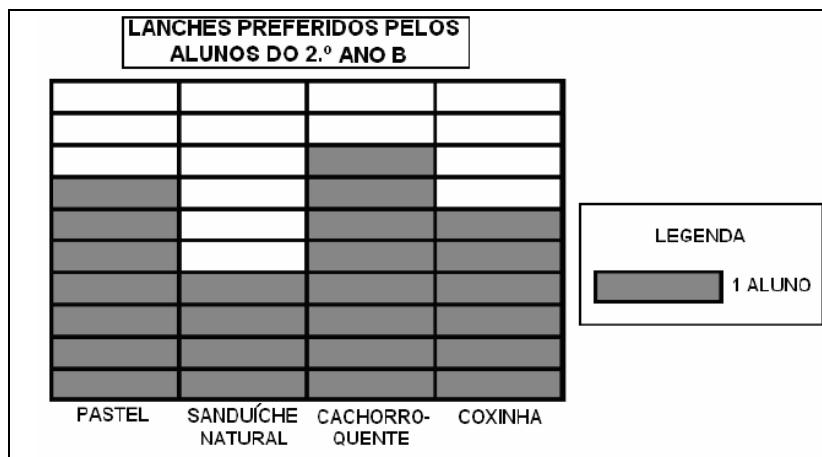 LANCHES PREFERIDOS PELOS
ALUNOS DO 2.º ANO B
LEGENDA
1 ALUNO
PASTEL
SANDUÍCHE
NATURAL
CACHORRO-
QUENTE
COXINHA